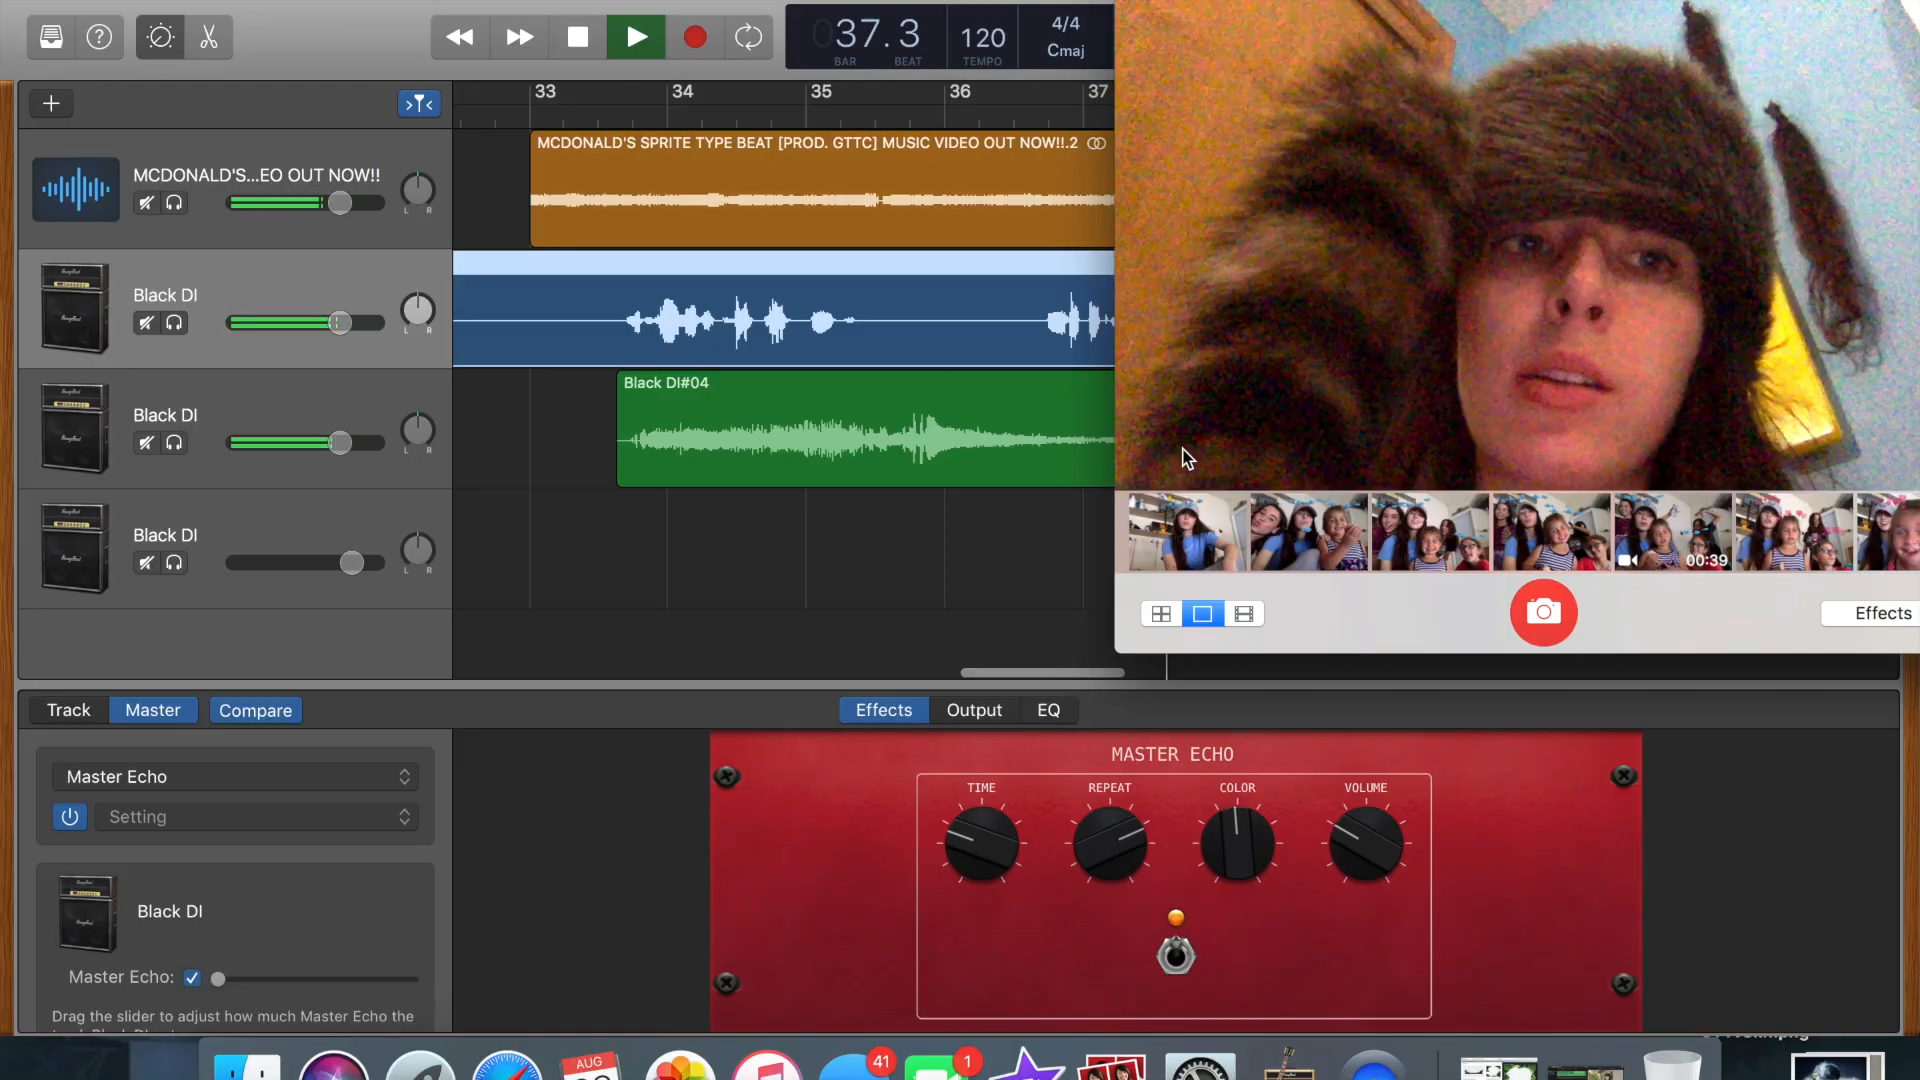 037.3
BAR BEAT
120
TEMPO
4/4
Cmaj
33 34 35 36 37
MCDONALD'S...EO OUT NOW!!
L R
MCDONALD'S SPRITE TYPE BEAT [PROD. GTTC] MUSIC VIDEO OUT NOW!!.2
Black DI
L R
Black DI
L R
Black DI#04
Black DI
L R
00:39
Effects
Track Master Compare
Effects Output EQ
Master Echo
Setting
Black DI
Master Echo:
Drag the slider to adjust how much Master Echo the
MASTER ECHO
TIME REPEAT COLOR VOLUME
AUG
41
1